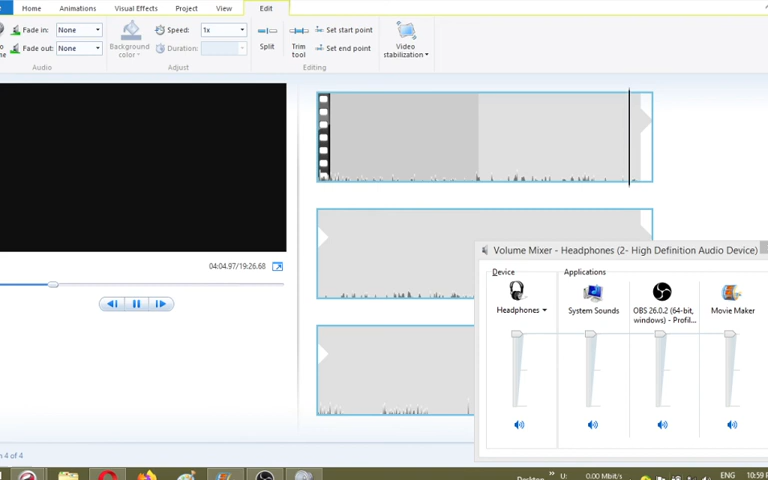 Home Animations Visual Effects Project View Edit
Fade in: None
Fade out: None
Audio
Background color
Speed: 1x
Duration:
Adjust
Split
Trim tool
Set start point
Set end point
Editing
Video stabilization
04:04.97/19:26.68
Volume Mixer - Headphones (2- High Definition Audio Device)
Device
Applications
Headphones
System Sounds
OBS 26.0.2 (64-bit, windows) - Profil...
Movie Maker
4 of 4
Desktop
U: 0.00 Mbit/s
ENG
10:59